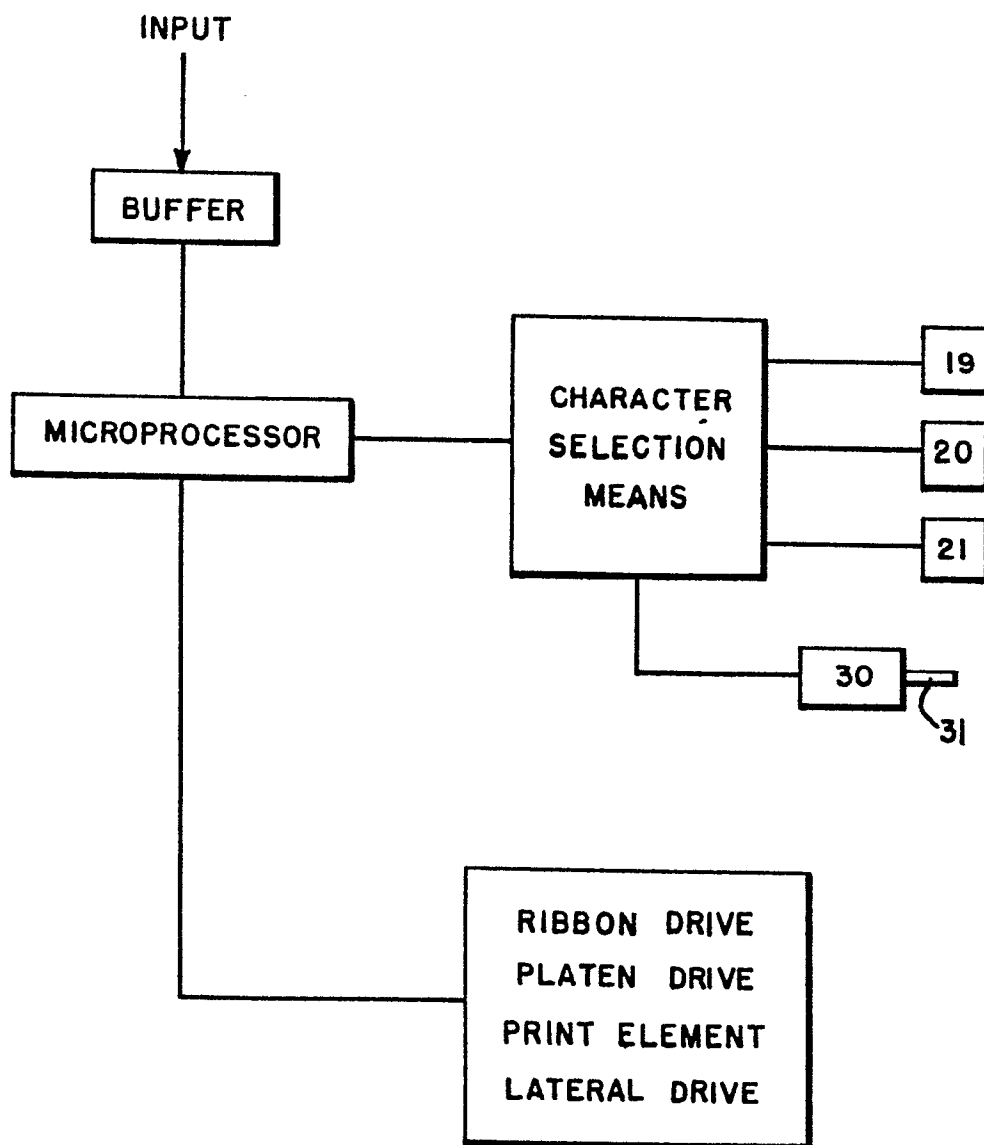 INPUT
BUFFER
MICROPROCESSOR
CHARACTER
SELECTION
MEANS
19
20
21
30
31
RIBBON DRIVE
PLATEN DRIVE
PRINT ELEMENT
LATERAL DRIVE